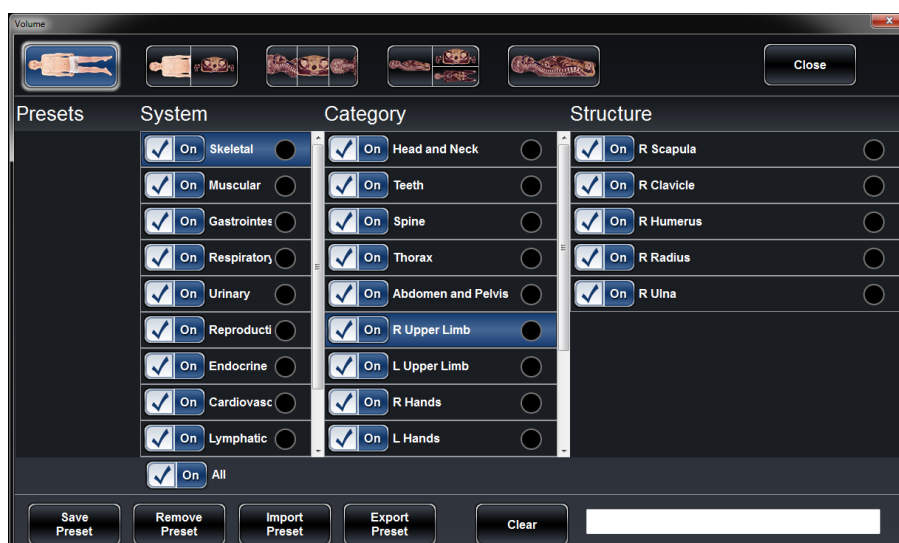 Volume
Close
Presets System Category Structure
On Skeletal On Head and Neck On R Scapula
On Muscular On Teeth On R Clavicle
On Gastrointes On Spine On R Humerus
On Respiratory On Thorax On R Radius
On Urinary On Abdomen and Pelvis On R Ulna
On Reproducti On R Upper Limb
On Endocrine On L Upper Limb
On Cardiovasc On R Hands
On Lymphatic On L Hands
On All
Save Preset Remove Preset Import Preset Export Preset Clear